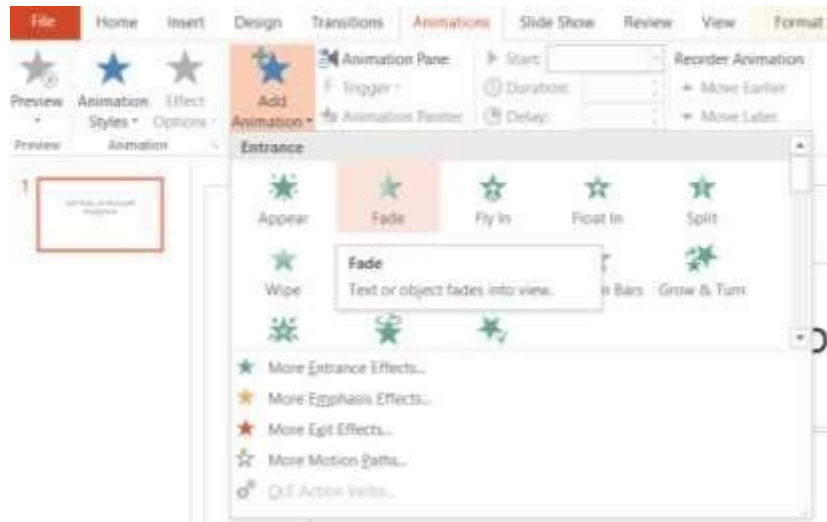 File Home Insert Design Transitions Animations Slide Show Review View Format
Preview
Animation Styles
Effect Options
Add Animation
Animation Pane
Trigger
Animation Painter
Start:
Duration:
Delay:
Reorder Animation
Move Earlier
Move Later
Preview Animation
Entrance
1
Appear Fade Fly In Float In Split
Fade
Text or object fades into view.
Wipe Bars Grow & Turn
More Entrance Effects...
More Emphasis Effects...
More Exit Effects...
More Motion Paths...
OLE Action Verbs...